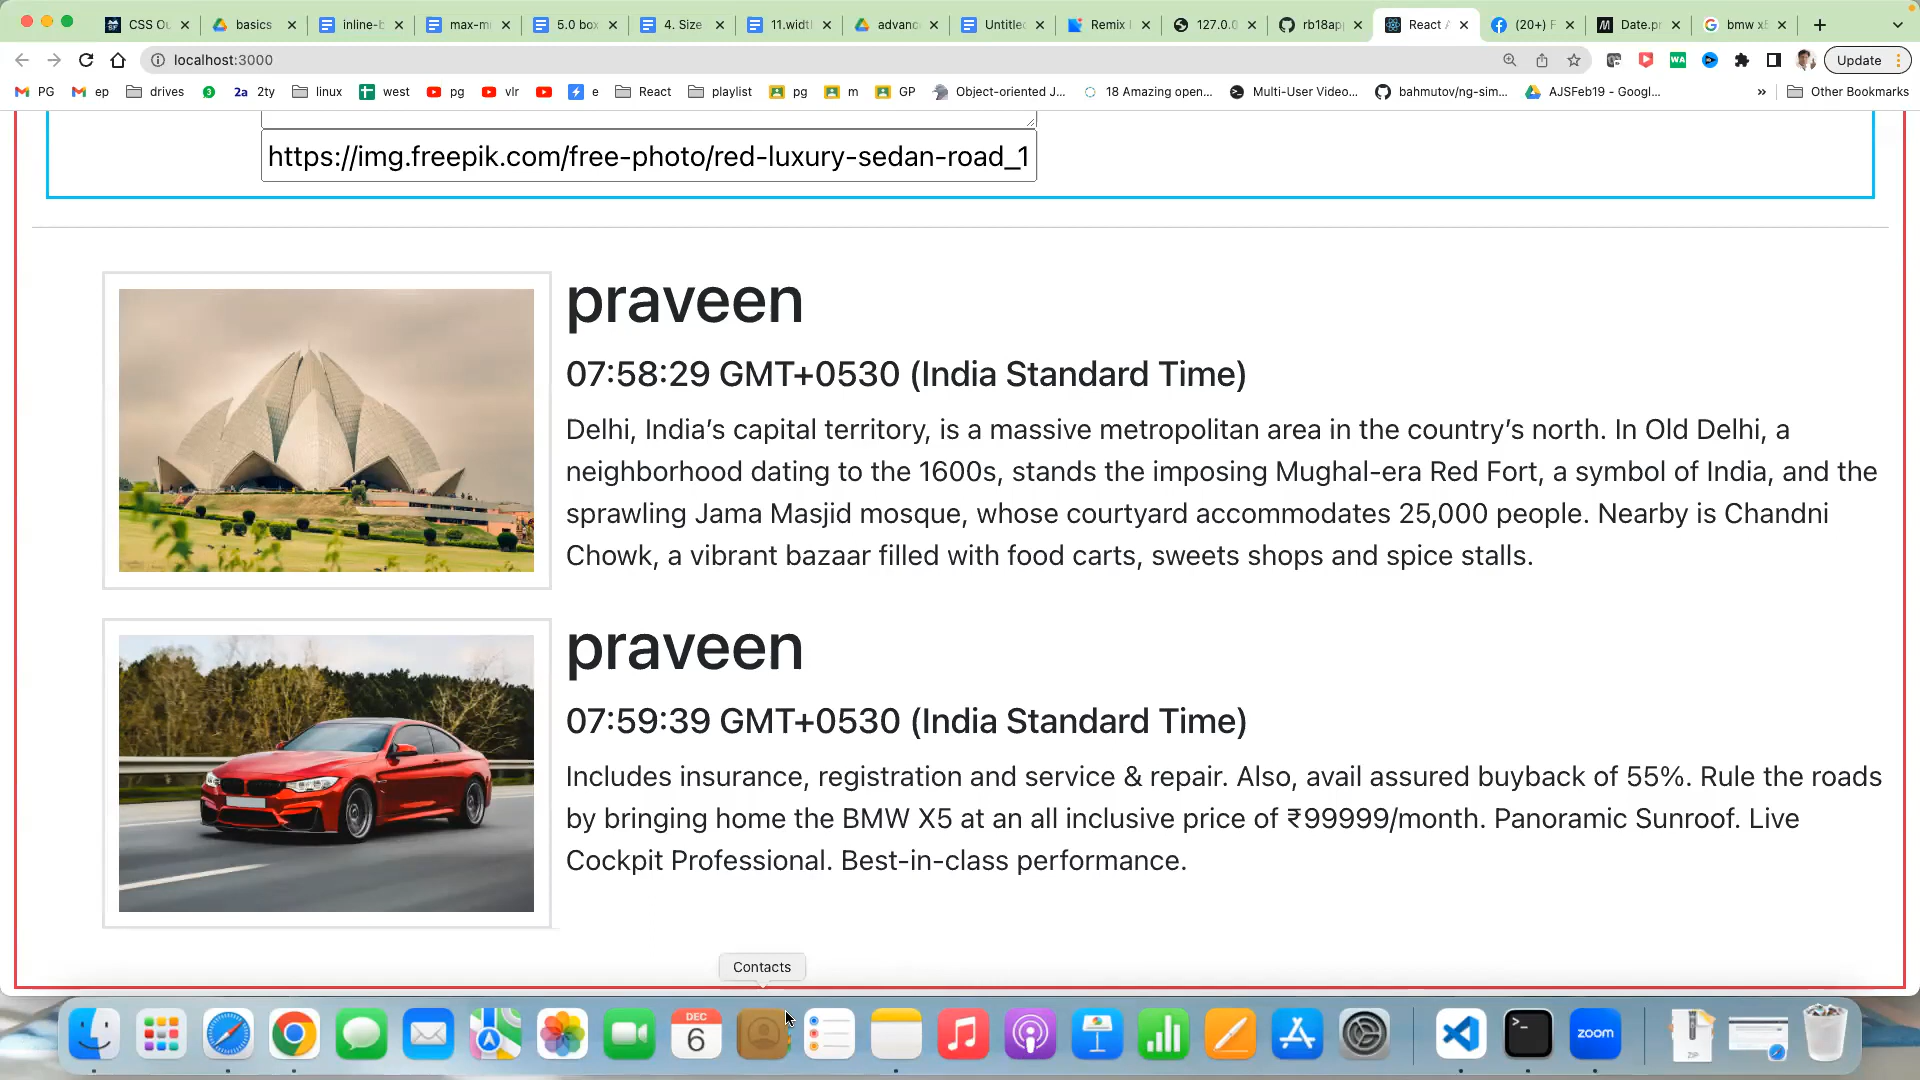 CSS Ou
basics
inline-b
max-mi
5.0 box
4. Size
11.width
advanc
Untitled
Remix
127.0.0
rb18ap
React A
(20+) F
Date.pr
bmw x5
localhost:3000
Update
PG
ep
drives
2ty
linux
west
pg
vlr
e
React
playlist
pg
m
GP
Object-oriented J...
18 Amazing open...
Multi-User Video...
bahmutov/ng-sim...
AJSFeb19 - Googl...
Other Bookmarks
https://img.freepik.com/free-photo/red-luxury-sedan-road_1
praveen
07:58:29 GMT+0530 (India Standard Time)
Delhi, India’s capital territory, is a massive metropolitan area in the country’s north. In Old Delhi, a
neighborhood dating to the 1600s, stands the imposing Mughal-era Red Fort, a symbol of India, and the
sprawling Jama Masjid mosque, whose courtyard accommodates 25,000 people. Nearby is Chandni
Chowk, a vibrant bazaar filled with food carts, sweets shops and spice stalls.
praveen
07:59:39 GMT+0530 (India Standard Time)
Includes insurance, registration and service & repair. Also, avail assured buyback of 55%. Rule the roads
by bringing home the BMW X5 at an all inclusive price of ₹99999/month. Panoramic Sunroof. Live
Cockpit Professional. Best-in-class performance.
Contacts
DEC
6
zoom
ZIP